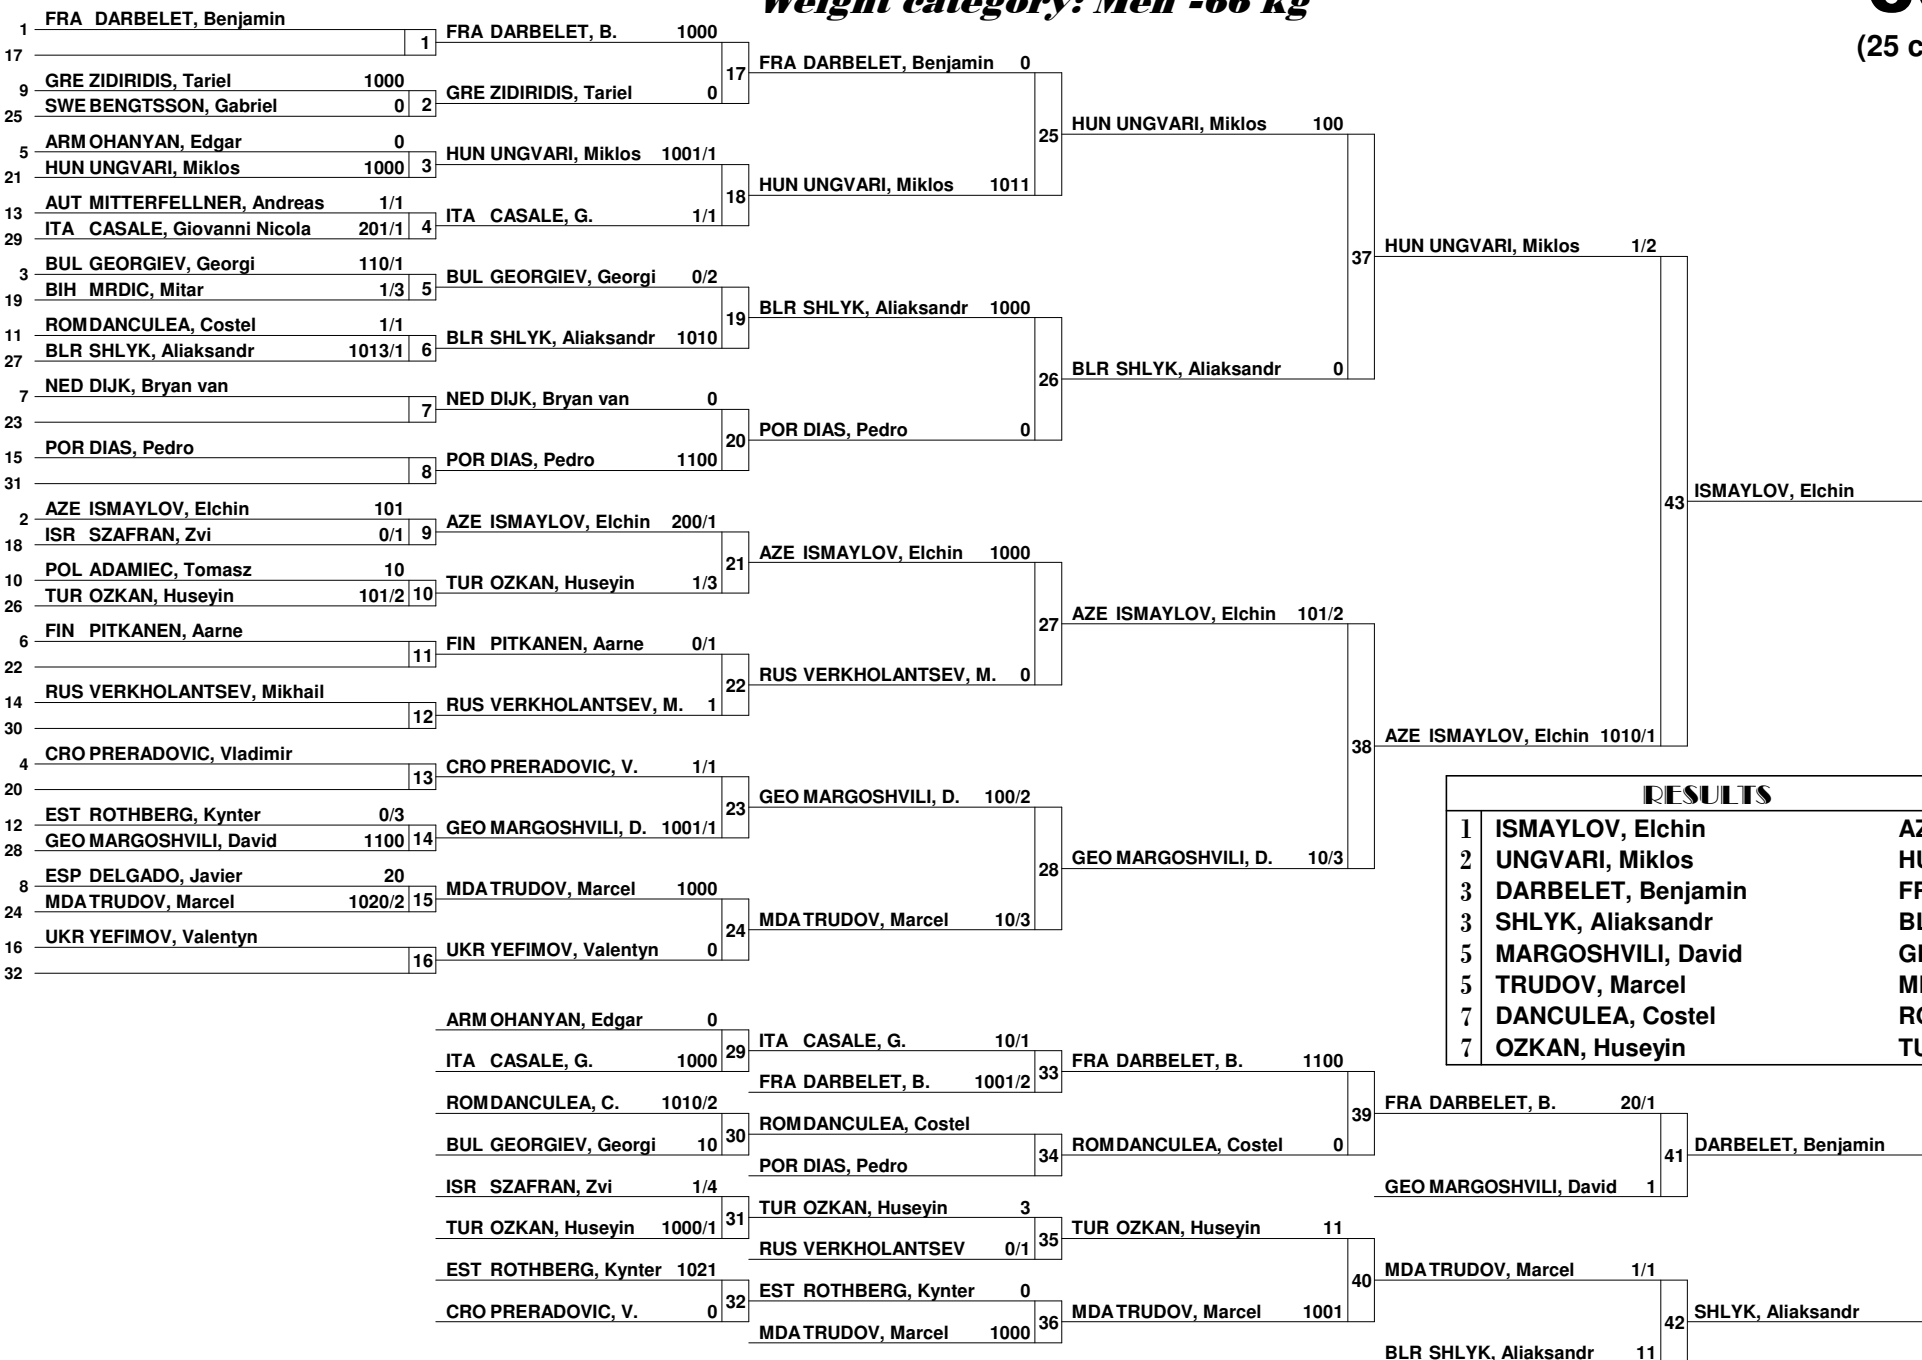 Weight category: Men -66 kg
(25 c
1 FRA DARBELET, Benjamin
17
1
9 GRE ZIDIRIDIS, Tariel 1000
25 SWE BENGTSSON, Gabriel 0
2
5 ARM OHANYAN, Edgar 0
21 HUN UNGVARI, Miklos 1000
3
13 AUT MITTERFELLNER, Andreas 1/1
29 ITA CASALE, Giovanni Nicola 201/1
4
3 BUL GEORGIEV, Georgi 110/1
19 BIH MRDIC, Mitar 1/3
5
11 ROM DANCULEA, Costel 1/1
27 BLR SHLYK, Aliaksandr 1013/1
6
7 NED DIJK, Bryan van
23
7
15 POR DIAS, Pedro
31
8
2 AZE ISMAYLOV, Elchin 101
18 ISR SZAFRAN, Zvi 0/1
9
10 POL ADAMIEC, Tomasz 10
26 TUR OZKAN, Huseyin 101/2
10
6 FIN PITKANEN, Aarne
22
11
14 RUS VERKHOLANTSEV, Mikhail
30
12
4 CRO PRERADOVIC, Vladimir
20
13
12 EST ROTHBERG, Kynter 0/3
28 GEO MARGOSHVILI, David 1100
14
8 ESP DELGADO, Javier 20
24 MDA TRUDOV, Marcel 1020/2
15
16 UKR YEFIMOV, Valentyn
32
16
FRA DARBELET, B. 1000
17
GRE ZIDIRIDIS, Tariel 0
HUN UNGVARI, Miklos 1001/1
18
ITA CASALE, G. 1/1
BUL GEORGIEV, Georgi 0/2
19
BLR SHLYK, Aliaksandr 1010
NED DIJK, Bryan van 0
20
POR DIAS, Pedro 1100
AZE ISMAYLOV, Elchin 200/1
21
TUR OZKAN, Huseyin 1/3
FIN PITKANEN, Aarne 0/1
22
RUS VERKHOLANTSEV, M. 1
CRO PRERADOVIC, V. 1/1
23
GEO MARGOSHVILI, D. 1001/1
MDA TRUDOV, Marcel 1000
24
UKR YEFIMOV, Valentyn 0
FRA DARBELET, Benjamin 0
25
HUN UNGVARI, Miklos 1011
BLR SHLYK, Aliaksandr 1000
26
POR DIAS, Pedro 0
AZE ISMAYLOV, Elchin 1000
27
RUS VERKHOLANTSEV, M. 0
GEO MARGOSHVILI, D. 100/2
28
MDA TRUDOV, Marcel 10/3
HUN UNGVARI, Miklos 100
37
BLR SHLYK, Aliaksandr 0
AZE ISMAYLOV, Elchin 101/2
38
GEO MARGOSHVILI, D. 10/3
HUN UNGVARI, Miklos 1/2
43
AZE ISMAYLOV, Elchin 1010/1
ISMAYLOV, Elchin
RESULTS
1 ISMAYLOV, Elchin AZ
2 UNGVARI, Miklos HU
3 DARBELET, Benjamin FR
3 SHLYK, Aliaksandr BL
5 MARGOSHVILI, David GE
5 TRUDOV, Marcel MD
7 DANCULEA, Costel RO
7 OZKAN, Huseyin TU
ARM OHANYAN, Edgar 0
29
ITA CASALE, G. 1000
ROM DANCULEA, C. 1010/2
30
BUL GEORGIEV, Georgi 10
ISR SZAFRAN, Zvi 1/4
31
TUR OZKAN, Huseyin 1000/1
EST ROTHBERG, Kynter 1021
32
CRO PRERADOVIC, V. 0
ITA CASALE, G. 10/1
33
FRA DARBELET, B. 1001/2
ROM DANCULEA, Costel
34
POR DIAS, Pedro
TUR OZKAN, Huseyin 3
35
RUS VERKHOLANTSEV 0/1
EST ROTHBERG, Kynter 0
36
MDA TRUDOV, Marcel 1000
FRA DARBELET, B. 1100
39
ROM DANCULEA, Costel 0
TUR OZKAN, Huseyin 11
40
MDA TRUDOV, Marcel 1001
FRA DARBELET, B. 20/1
41
GEO MARGOSHVILI, David 1
MDA TRUDOV, Marcel 1/1
42
BLR SHLYK, Aliaksandr 11
DARBELET, Benjamin
SHLYK, Aliaksandr